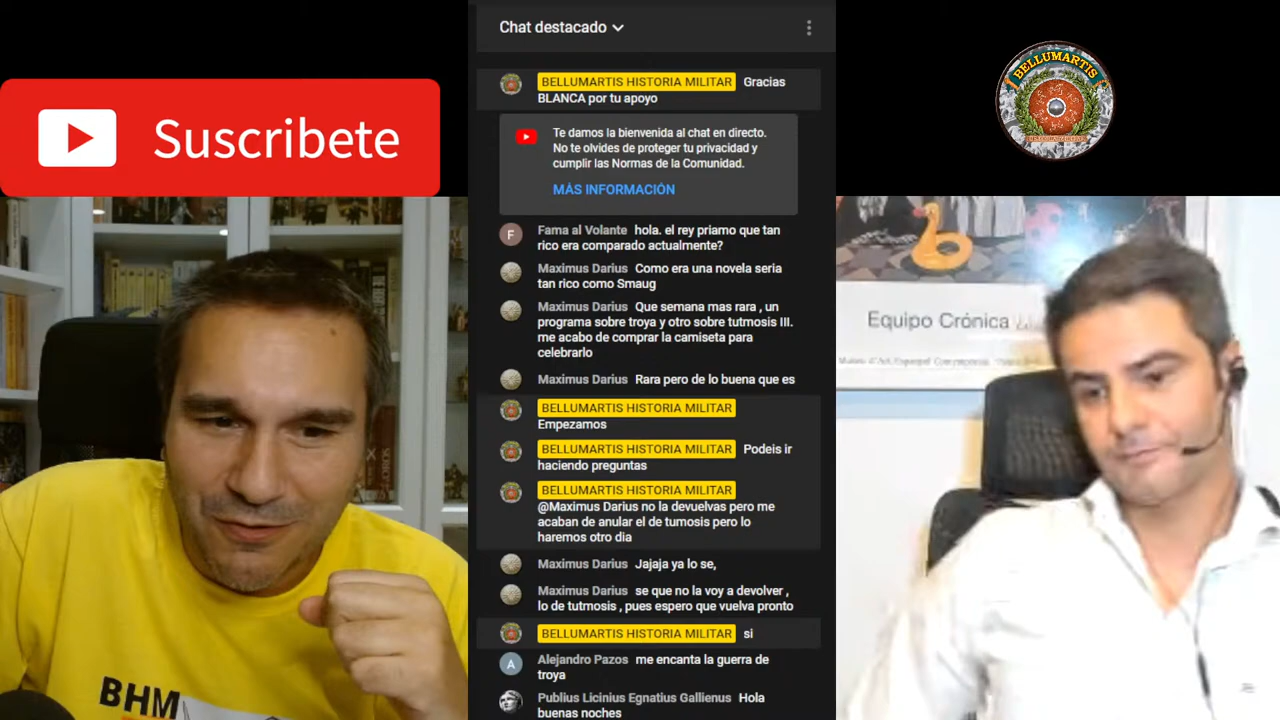 Suscribete
Chat destacado
BELLUMARTIS HISTORIA MILITAR Gracias
BLANCA por tu apoyo
Te damos la bienvenida al chat en directo.
No te olvides de proteger tu privacidad y
cumplir las Normas de la Comunidad.
MÁS INFORMACIÓN
F Fama al Volante hola. el rey priamo que tan
rico era comparado actualmente?
Maximus Darius Como era una novela seria
tan rico como Smaug
Maximus Darius Que semana mas rara , un
programa sobre troya y otro sobre tutmosis III.
me acabo de comprar la camiseta para
celebrarlo
Maximus Darius Rara pero de lo buena que es
BELLUMARTIS HISTORIA MILITAR
Empezamos
BELLUMARTIS HISTORIA MILITAR Podeis ir
haciendo preguntas
BELLUMARTIS HISTORIA MILITAR
@Maximus Darius no la devuelvas pero me
acaban de anular el de tumosis pero lo
haremos otro dia
Maximus Darius Jajaja ya lo se,
Maximus Darius se que no la voy a devolver ,
lo de tutmosis , pues espero que vuelva pronto
BELLUMARTIS HISTORIA MILITAR si
A Alejandro Pazos me encanta la guerra de
troya
Publius Licinius Egnatius Gallienus Hola
buenas noches
BELLUMARTIS
Equipo Crónica
BHM